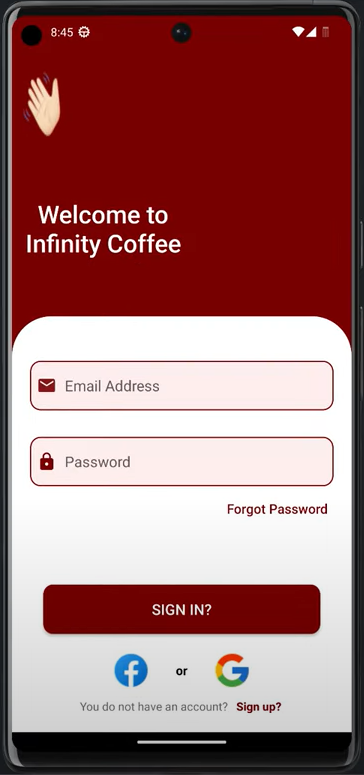 8:45
Welcome to
Infinity Coffee
Email Address
Password
Forgot Password
SIGN IN?
or
You do not have an account? Sign up?